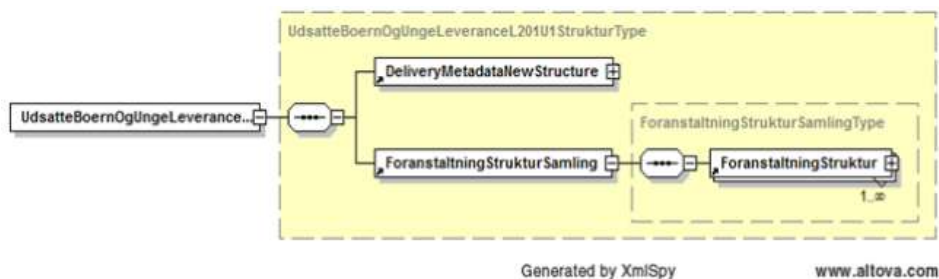 UdsatteBoernOgUngeLeveranceL201U1StrukturType
DeliveryMetadataNewStructure
UdsatteBoernOgUngeLeverance...
ForanstaltningStrukturSamlingType
ForanstaltningStrukturSamling
ForanstaltningStruktur
1..∞
Generated by XmlSpy
www.altova.com